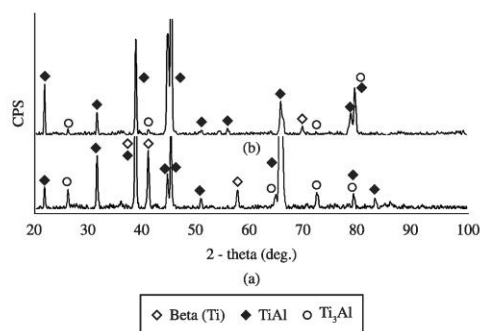 CPS
(b)
20 30 40 50 60 70 80 90 100
2 - theta (deg.)
(a)
Beta (Ti) TiAl Ti₃Al